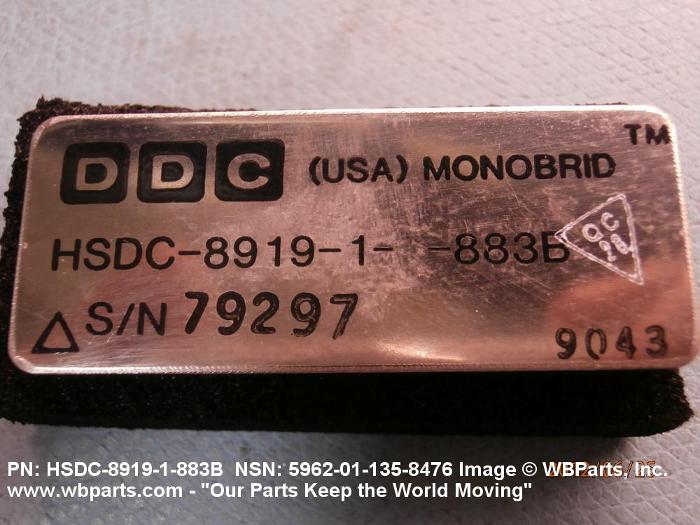 DDC (USA) MONOBRID TM
HSDC-8919-1- -883B
QC
28
S/N 79297
9043
PN: HSDC-8919-1-883B NSN: 5962-01-135-8476 Image © WBParts, Inc.
www.wbparts.com - "Our Parts Keep the World Moving"